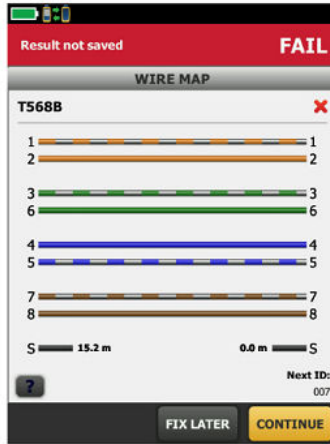 Result not saved FAIL
WIRE MAP
T568B
1 1
2 2
3 3
6 6
4 4
5 5
7 7
8 8
S 15.2 m 0.0 m S
Next ID:
? 007
FIX LATER CONTINUE